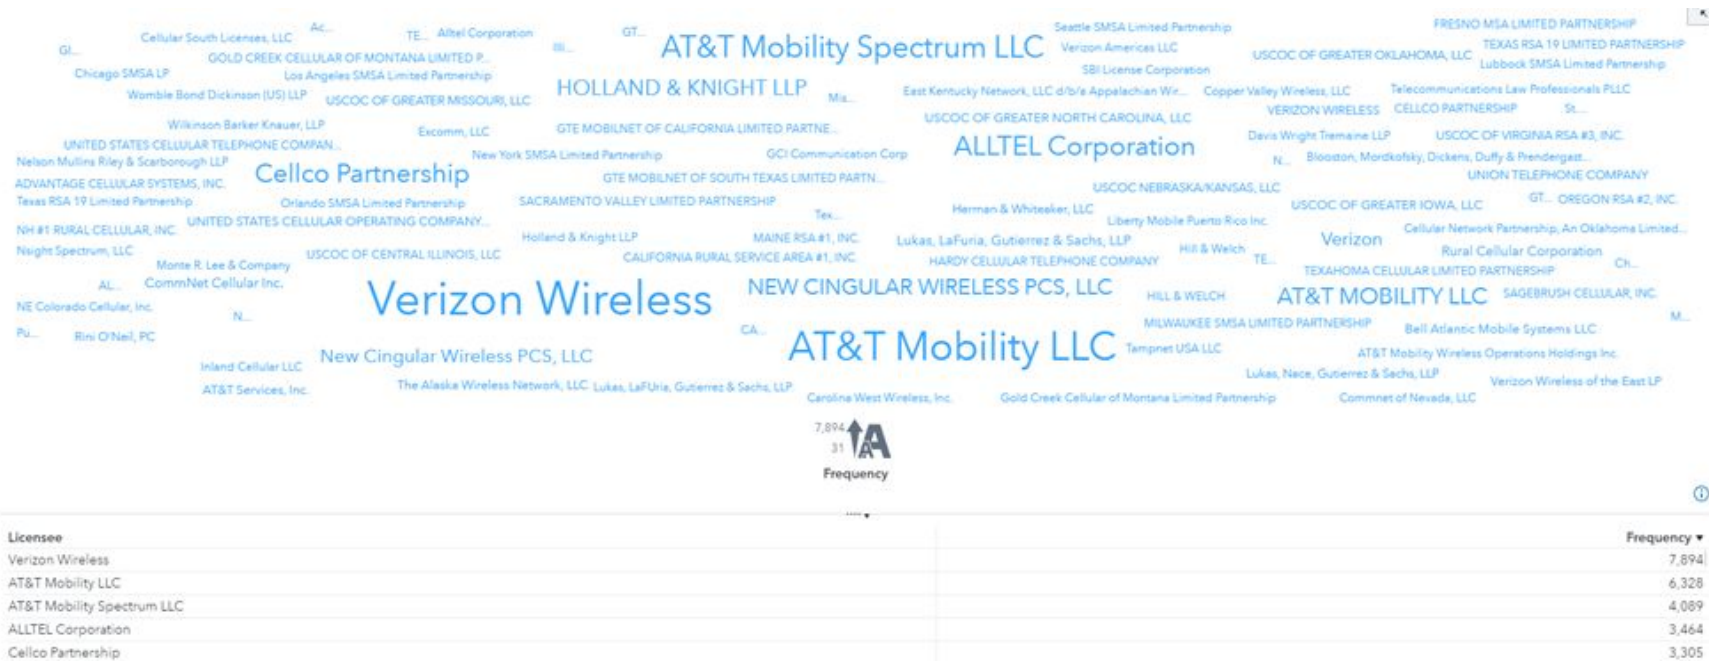 Ac...
FRESNO MSA LIMITED PARTNERSHIP
Cellular South Licenses, LLC
TE...
Alltel Corporation
GT...
Seattle SMSA Limited Partnership
GI...
AT&T Mobility Spectrum LLC
Verizon Americas LLC
TEXAS RSA 19 LIMITED PARTNERSHIP
GOLD CREEK CELLULAR OF MONTANA LIMITED P...
USCOC OF GREATER OKLAHOMA, LLC
Lubbock SMSA Limited Partnership
Chicago SMSA LP
Los Angeles SMSA Limited Partnership
SBI License Corporation
HOLLAND & KNIGHT LLP
Womble Bond Dickinson (US) LLP
USCOC OF GREATER MISSOURI, LLC
Mis...
East Kentucky Network, LLC d/b/a Appalachian Wir...
Copper Valley Wireless, LLC
Telecommunications Law Professionals PLLC
VERIZON WIRELESS
CELLCO PARTNERSHIP
St...
Wilkinson Barker Knauer, LLP
Excomm, LLC
GTE MOBILNET OF CALIFORNIA LIMITED PARTNE...
USCOC OF GREATER NORTH CAROLINA, LLC
Davis Wright Tremaine LLP
USCOC OF VIRGINIA RSA #3, INC.
UNITED STATES CELLULAR TELEPHONE COMPAN...
New York SMSA Limited Partnership
GCI Communication Corp
ALLTEL Corporation
N...
Blooston, Mordkofsky, Dickens, Duffy & Prendergast...
Nelson Mullins Riley & Scarborough LLP
Cellco Partnership
GTE MOBILNET OF SOUTH TEXAS LIMITED PARTN...
UNION TELEPHONE COMPANY
ADVANTAGE CELLULAR SYSTEMS, INC.
USCOC NEBRASKA/KANSAS, LLC
Texas RSA 19 Limited Partnership
Orlando SMSA Limited Partnership
SACRAMENTO VALLEY LIMITED PARTNERSHIP
Herman & Whiteaker, LLC
USCOC OF GREATER IOWA, LLC
GT...
OREGON RSA #2, INC.
UNITED STATES CELLULAR OPERATING COMPANY...
Tex...
Liberty Mobile Puerto Rico Inc.
NH #1 RURAL CELLULAR, INC.
Holland & Knight LLP
MAINE RSA #1, INC.
Lukas, LaFuria, Gutierrez & Sachs, LLP
Verizon
Cellular Network Partnership, An Oklahoma Limited...
Nsight Spectrum, LLC
USCOC OF CENTRAL ILLINOIS, LLC
CALIFORNIA RURAL SERVICE AREA #1, INC.
HARDY CELLULAR TELEPHONE COMPANY
Hill & Welch
TE...
Rural Cellular Corporation
Monte R. Lee & Company
TEXAHOMA CELLULAR LIMITED PARTNERSHIP
Ch...
AL...
CommNet Cellular Inc.
Verizon Wireless
NEW CINGULAR WIRELESS PCS, LLC
HILL & WELCH
AT&T MOBILITY LLC
SAGEBRUSH CELLULAR, INC.
NE Colorado Cellular, Inc.
N...
M...
Pu...
Rini O'Neil, PC
CA...
MILWAUKEE SMSA LIMITED PARTNERSHIP
Bell Atlantic Mobile Systems LLC
AT&T Mobility LLC
Tampnet USA LLC
New Cingular Wireless PCS, LLC
AT&T Mobility Wireless Operations Holdings Inc.
Inland Cellular LLC
Lukas, Nace, Gutierrez & Sachs, LLP
Verizon Wireless of the East LP
AT&T Services, Inc.
The Alaska Wireless Network, LLC
Lukas, LaFUria, Gutierrez & Sachs, LLP
Carolina West Wireless, Inc.
Gold Creek Cellular of Montana Limited Partnership
Commnet of Nevada, LLC
7,894
31
Frequency
Licensee Frequency
Verizon Wireless 7,894
AT&T Mobility LLC 6,328
AT&T Mobility Spectrum LLC 4,089
ALLTEL Corporation 3,464
Cellco Partnership 3,305